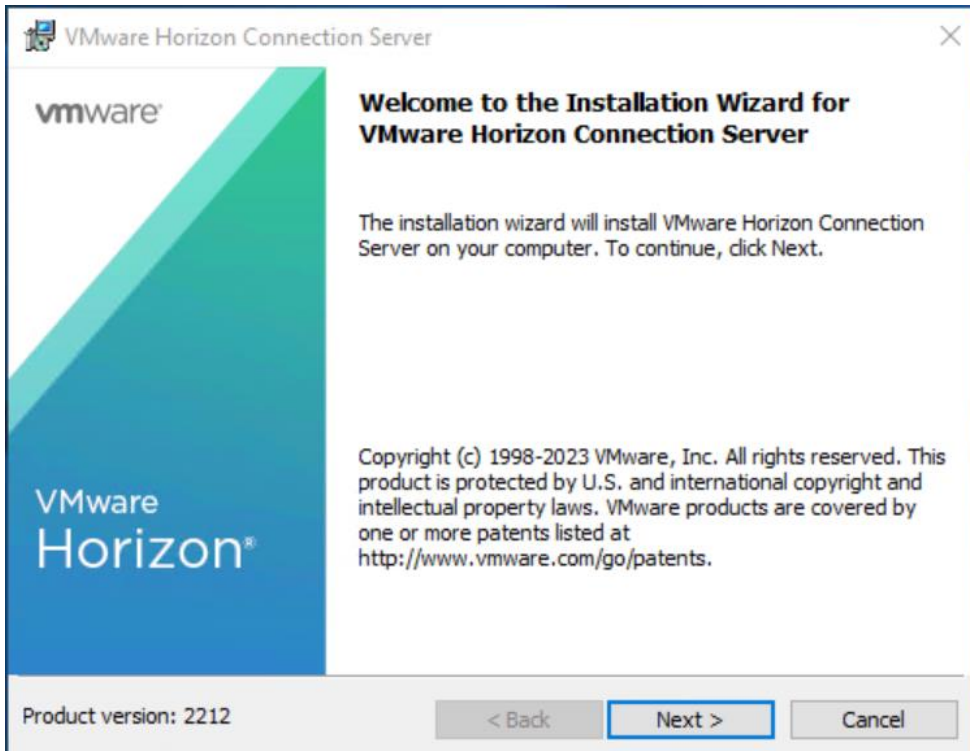 VMware Horizon Connection Server
vmware®
Welcome to the Installation Wizard for
VMware Horizon Connection Server
The installation wizard will install VMware Horizon Connection
Server on your computer. To continue, click Next.
Copyright (c) 1998-2023 VMware, Inc. All rights reserved. This
product is protected by U.S. and international copyright and
intellectual property laws. VMware products are covered by
one or more patents listed at
http://www.vmware.com/go/patents.
VMware
Horizon®
Product version: 2212
< Back
Next >
Cancel